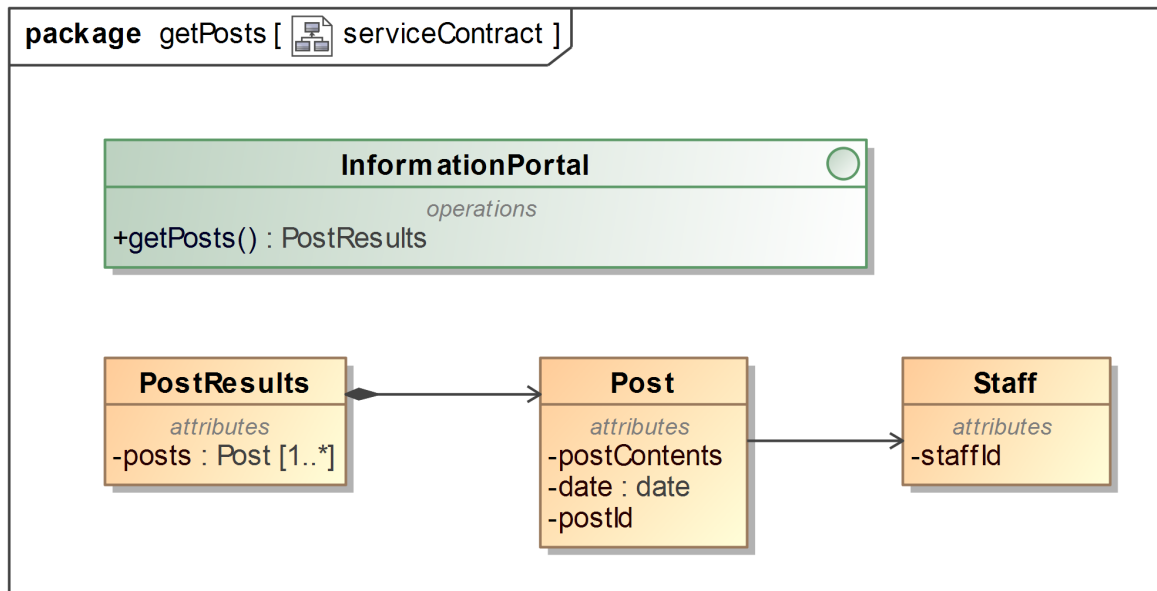 package getPosts [ serviceContract ]
InformationPortal
operations
+getPosts() : PostResults
PostResults
attributes
-posts : Post [1..*]
Post
attributes
-postContents
-date : date
-postId
Staff
attributes
-staffId